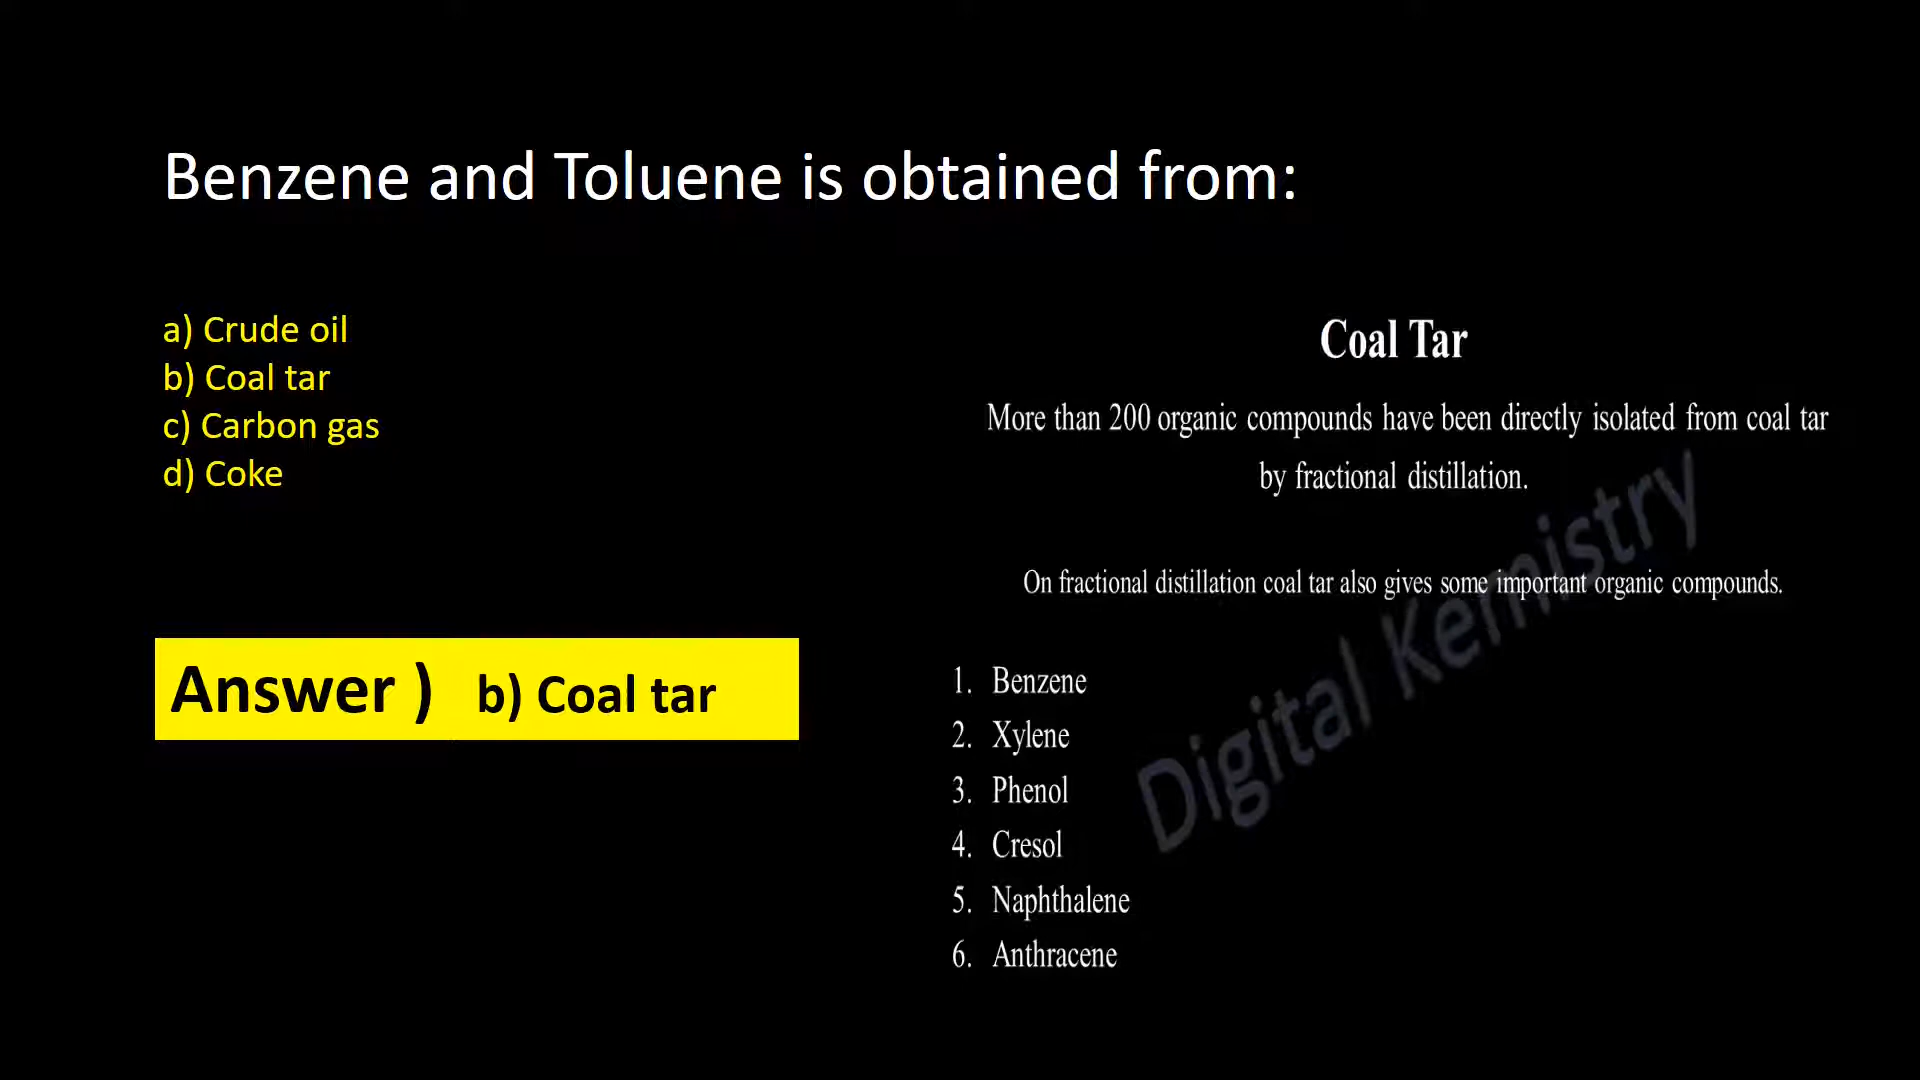 Benzene and Toluene is obtained from:
a) Crude oil
b) Coal tar
c) Carbon gas
d) Coke
Answer ) b) Coal tar
Coal Tar
More than 200 organic compounds have been directly isolated from coal tar
by fractional distillation.
On fractional distillation coal tar also gives some important organic compounds.
1. Benzene
2. Xylene
3. Phenol
4. Cresol
5. Naphthalene
6. Anthracene
Digital Kemistry